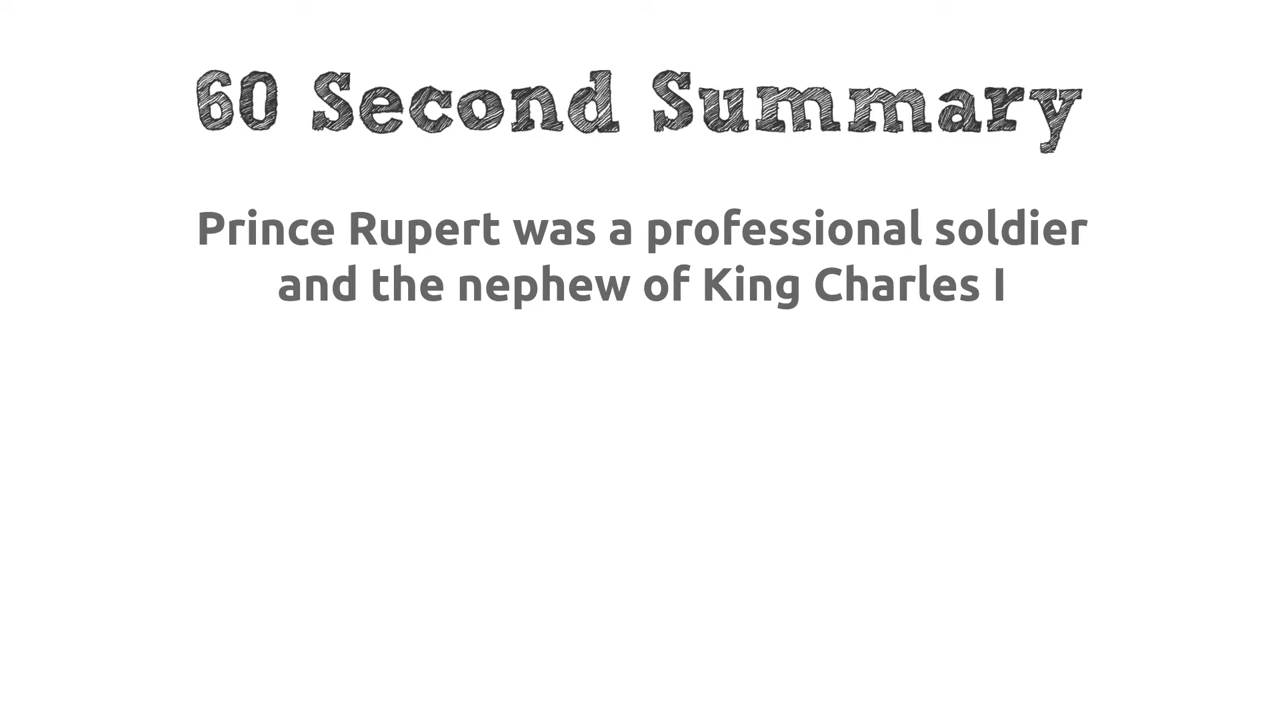 60 Second Summary
Prince Rupert was a professional soldier
and the nephew of King Charles I